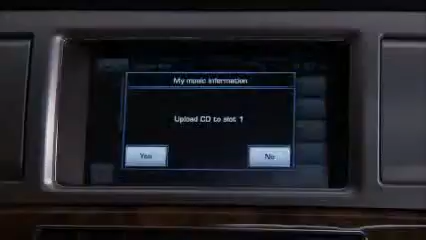 My music information
Upload CD to slot 1
Yes
No